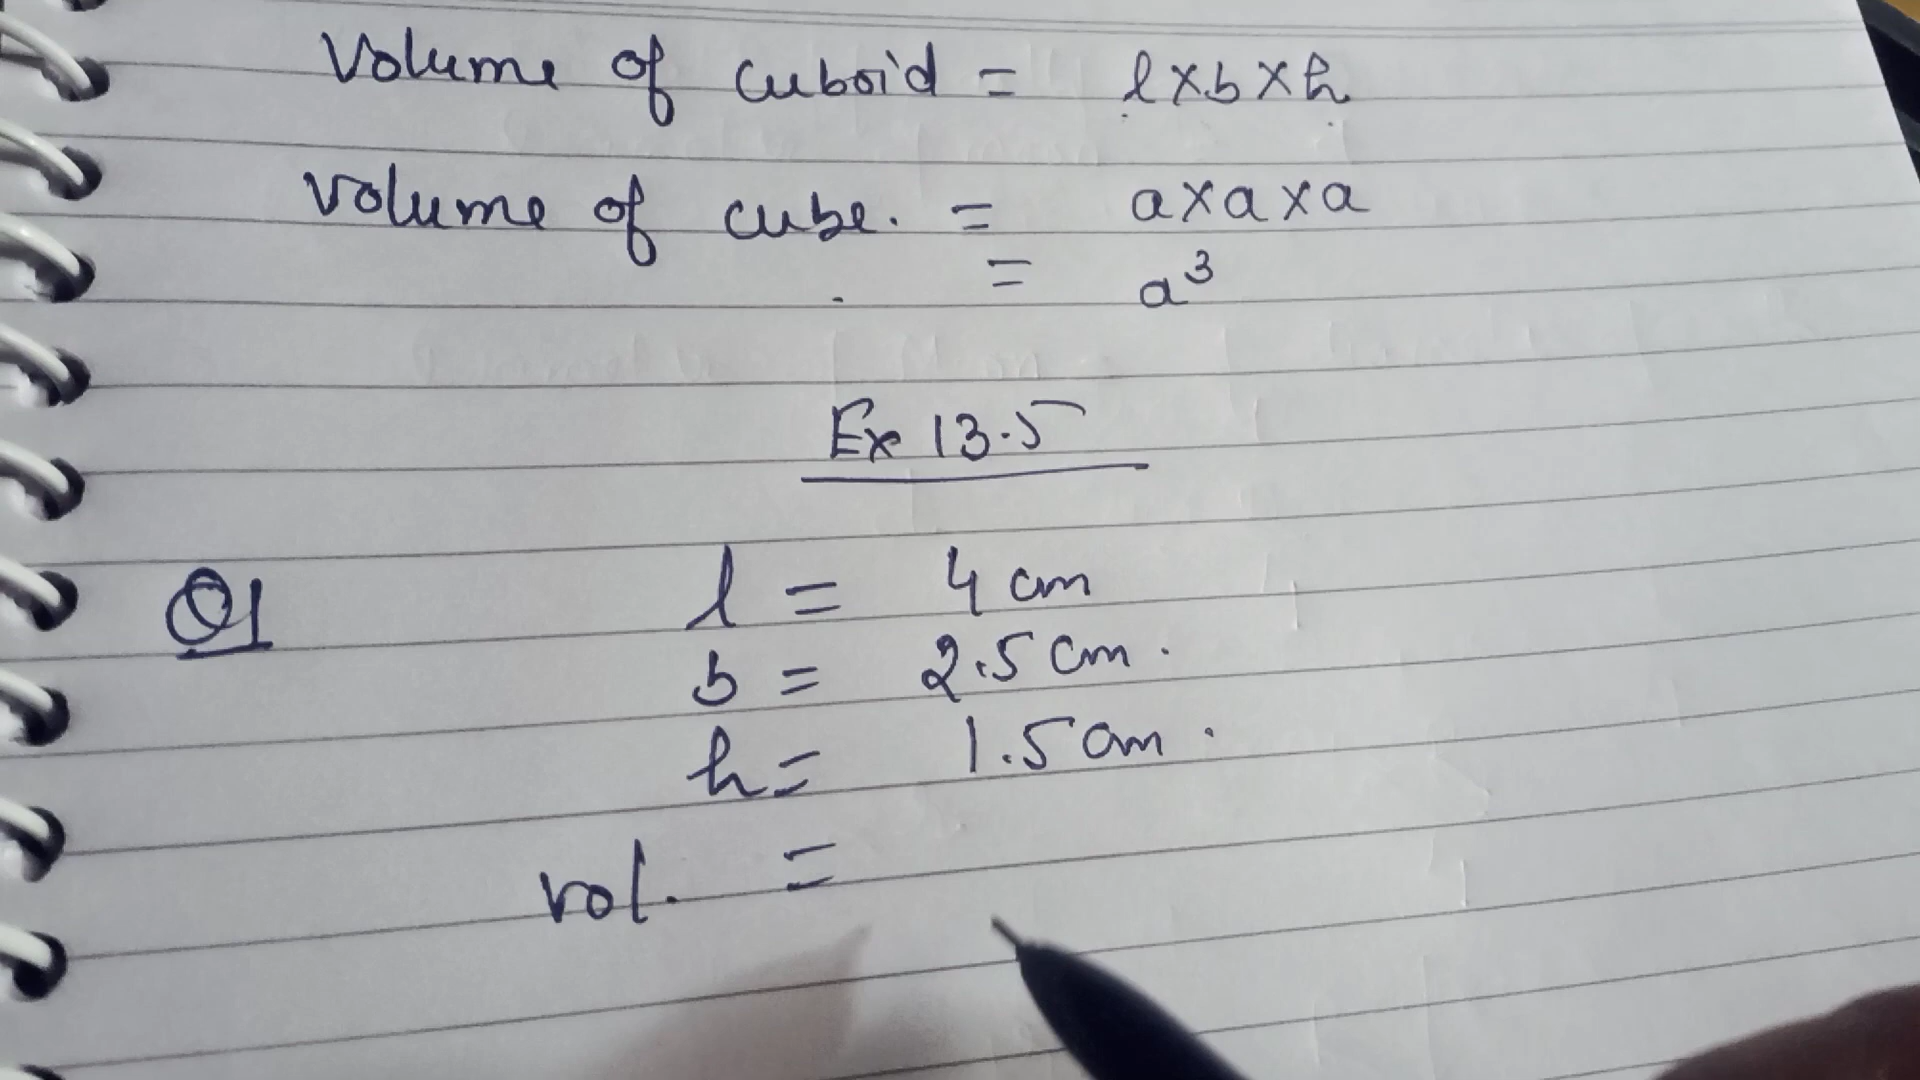 Volume of cuboid = l×b×h
Volume of cube. = a×a×a
= a³
Ex 13.5
Q1 l = 4 cm
b = 2.5 cm.
h = 1.5 cm.
vol. =